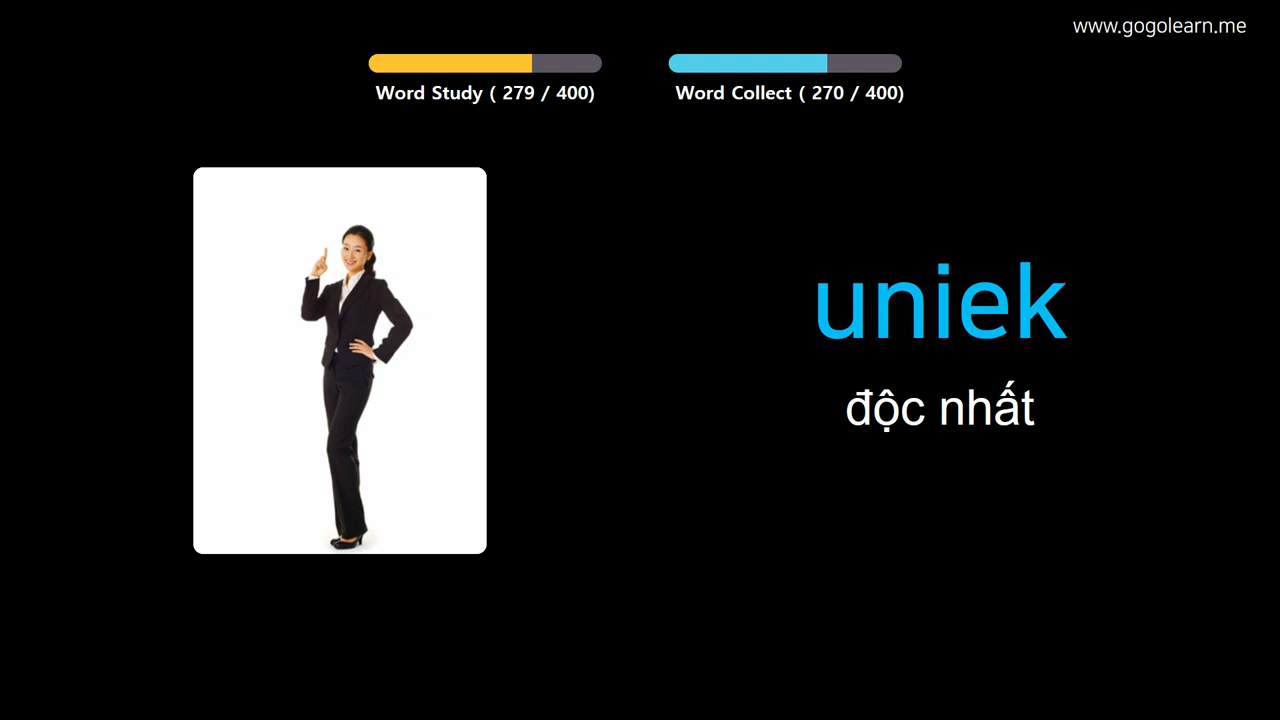 www.gogolearn.me
Word Study ( 279 / 400)
Word Collect ( 270 / 400)
uniek
độc nhất